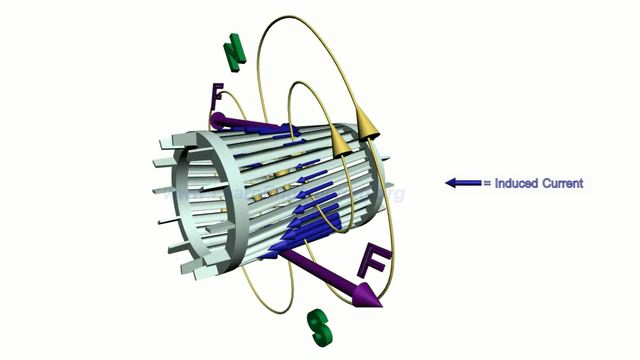 N
F
= Induced Current
F
S